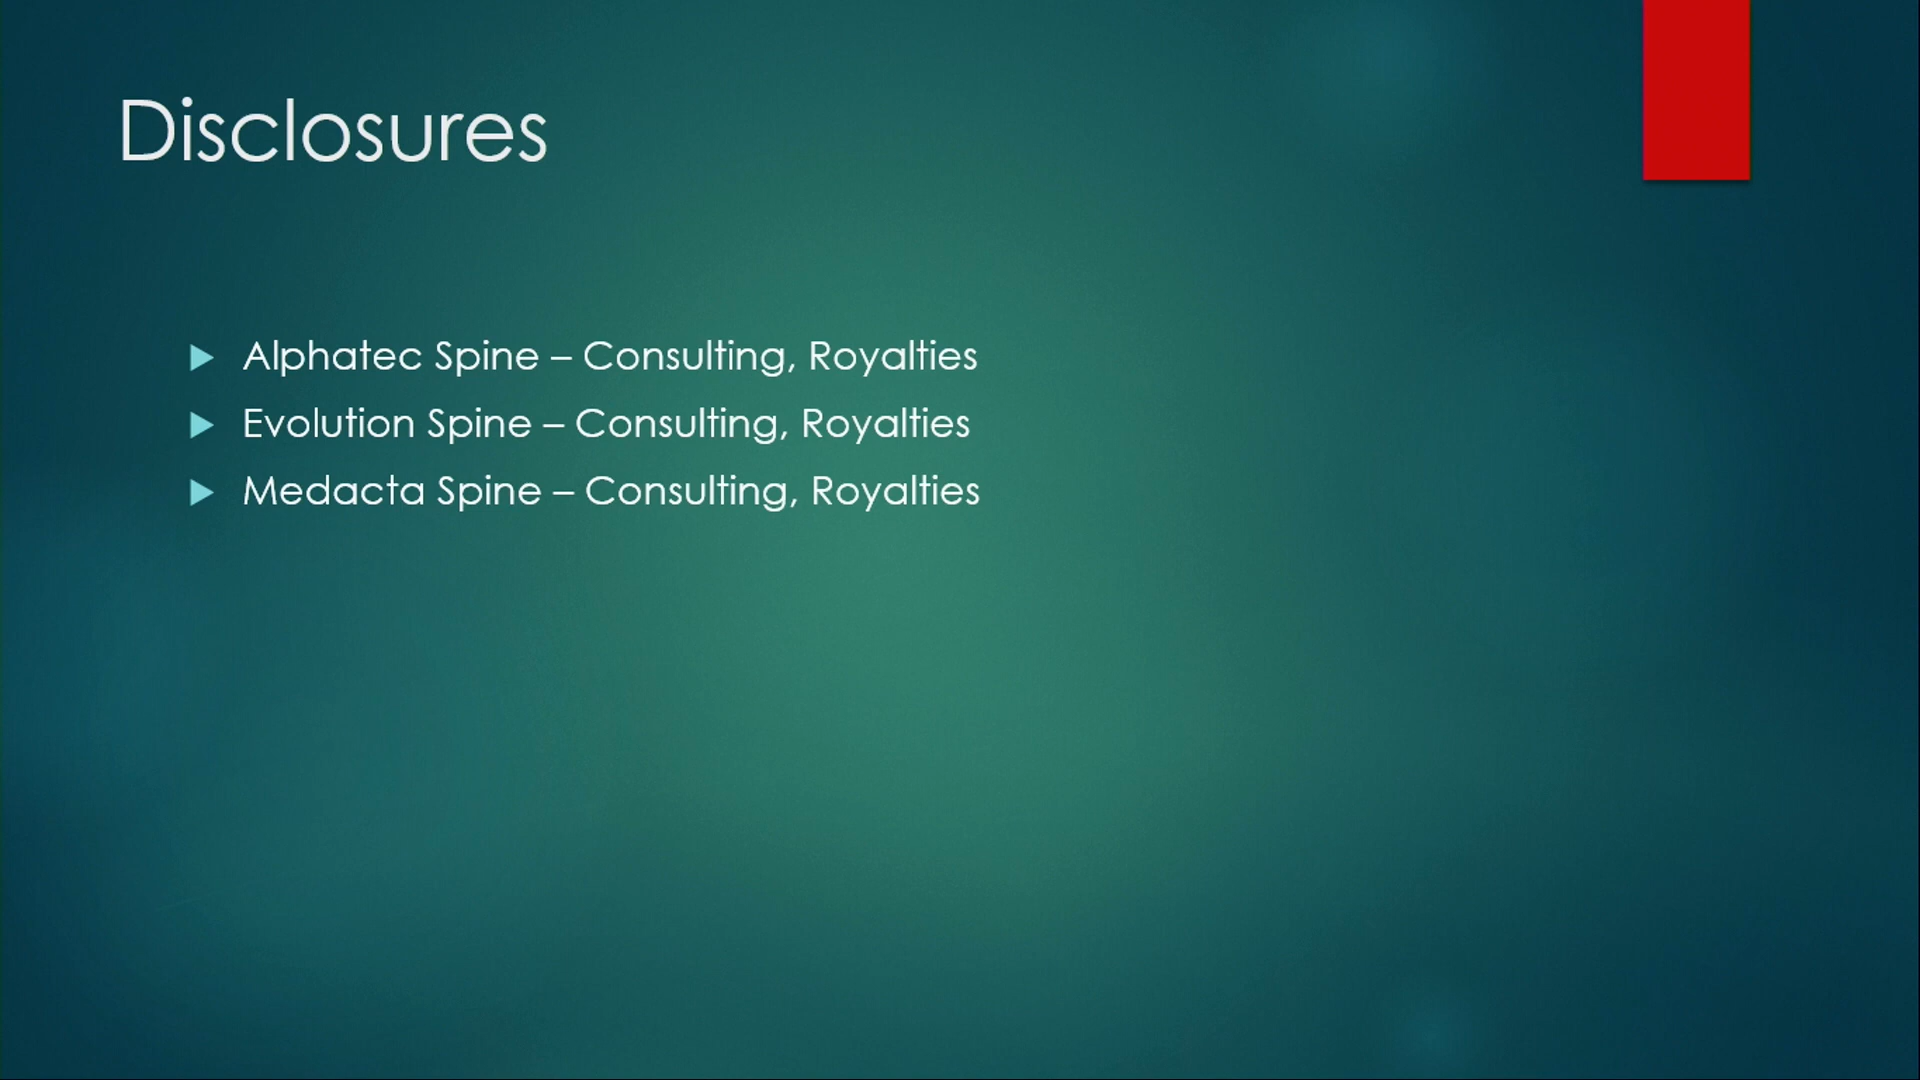 Disclosures
Alphatec Spine – Consulting, Royalties
Evolution Spine – Consulting, Royalties
Medacta Spine – Consulting, Royalties